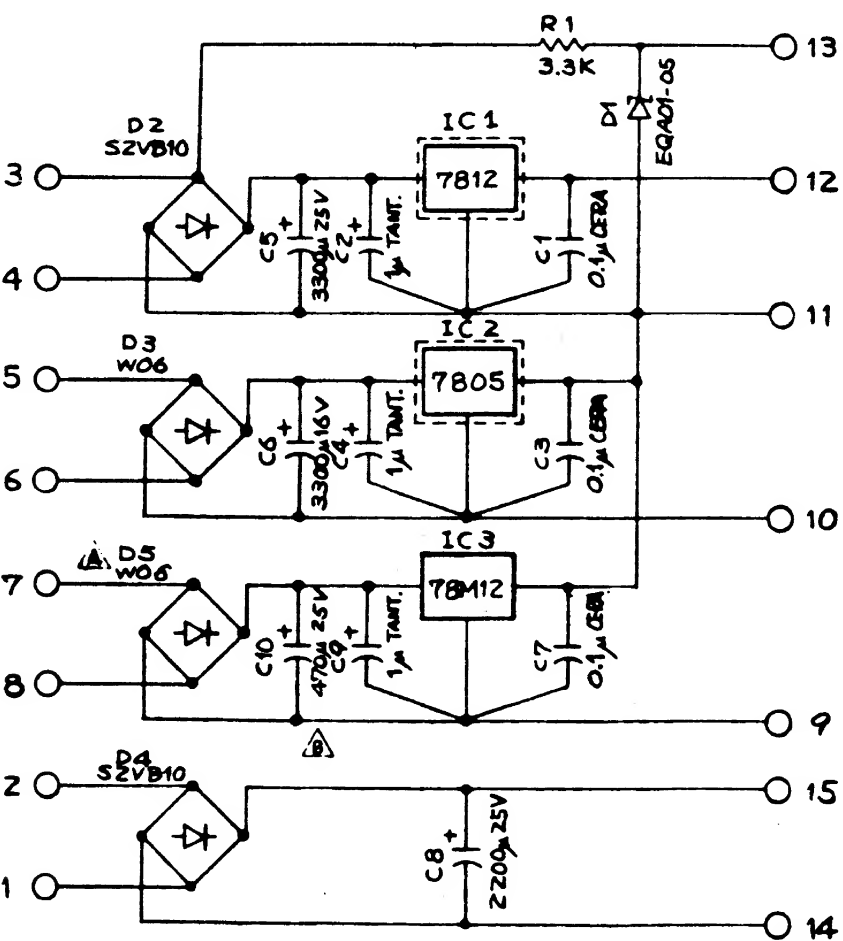 R1
13
3.3K
D1
EQA01-05
D2
S2VB10
IC1
3
7812
12
C5
3300μ 25V
C2
1μ TANT.
C1
0.1μ CERA
4
11
D3
W06
IC2
5
7805
C6
3300μ 16V
C4
1μ TANT.
C3
0.1μ CERA
6
10
A
D5
W06
IC3
7
78M12
C10
470μ 25V
C9
1μ TANT.
C7
0.1μ CERA
8
9
B
D4
S2VB10
2
15
C8
2200μ 25V
1
14
+
+
+
+
+
+
+